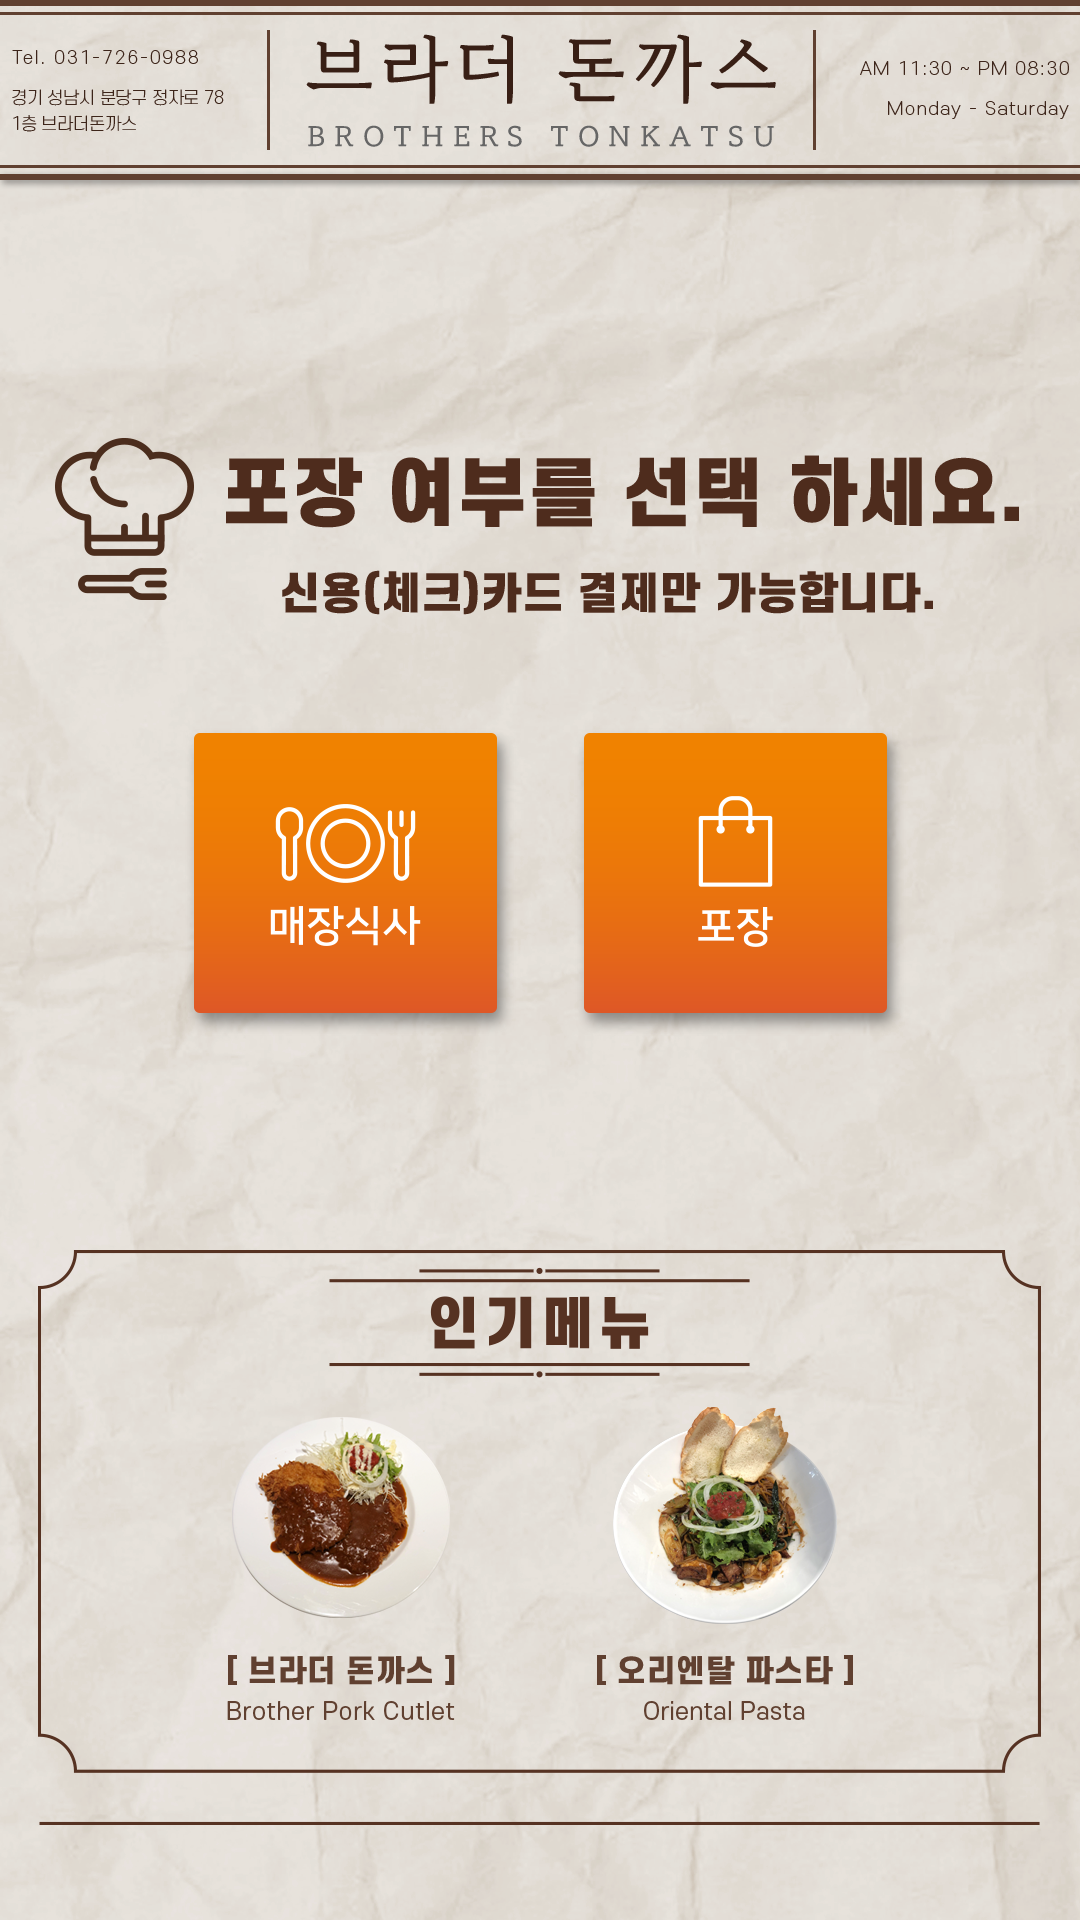 Tel. 031-726-0988
경기 성남시 분당구 정자로 78
1층 브라더돈까스
브라더 돈까스
BROTHERS TONKATSU
AM 11:30 ~ PM 08:30
Monday - Saturday
포장 여부를 선택 하세요.
신용(체크)카드 결제만 가능합니다.
매장식사
포장
인기메뉴
[ 브라더 돈까스 ]
Brother Pork Cutlet
[ 오리엔탈 파스타 ]
Oriental Pasta